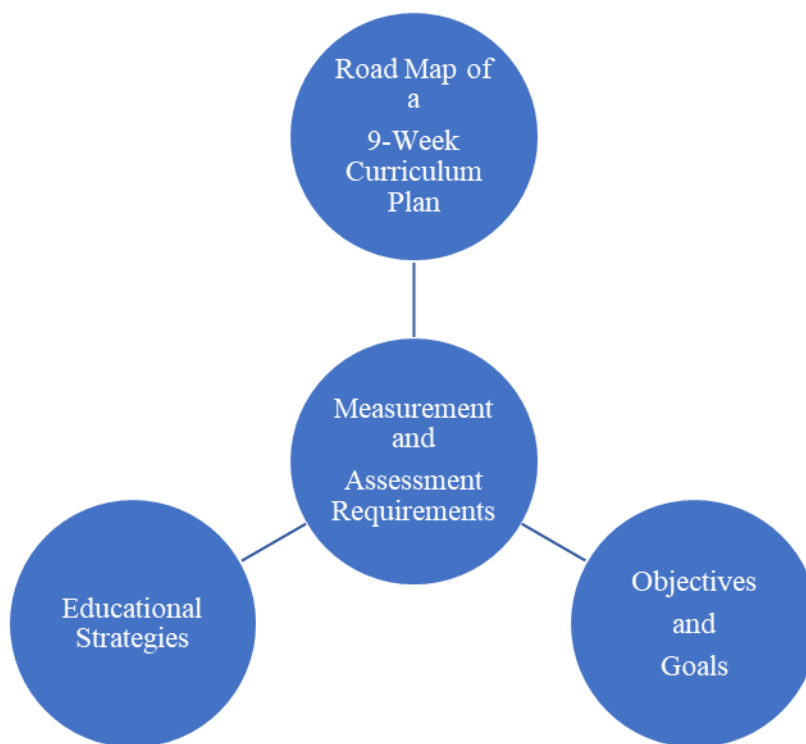 Road Map of
a
9-Week
Curriculum
Plan
Measurement
and
Assessment
Requirements
Educational
Strategies
Objectives
and
Goals